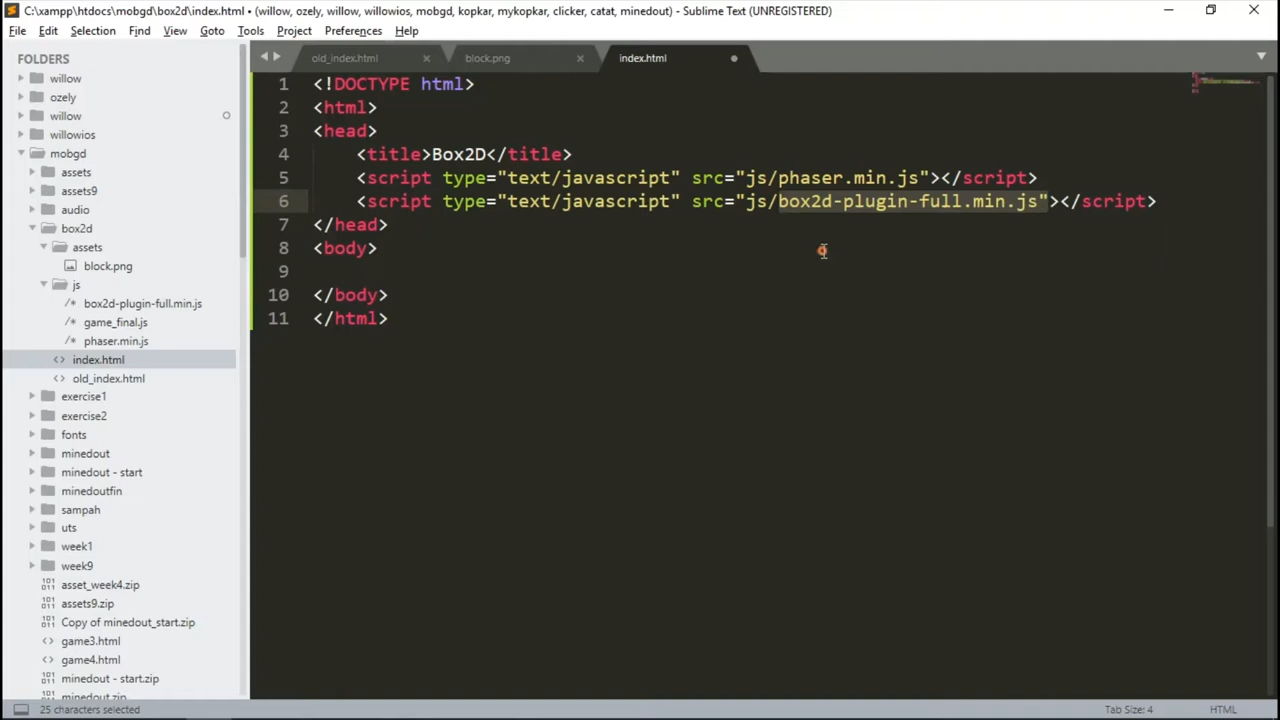 C:\xampp\htdocs\mobgd\box2d\index.html • (willow, ozely, willow, willowios, mobgd, kopkar, mykopkar, clicker, catat, minedout) - Sublime Text (UNREGISTERED)
File Edit Selection Find View Goto Tools Project Preferences Help
FOLDERS
willow
ozely
willow
willowios
mobgd
assets
assets9
audio
box2d
assets
block.png
js
/* box2d-plugin-full.min.js
/* game_final.js
/* phaser.min.js
<> index.html
<> old_index.html
exercise1
exercise2
fonts
minedout
minedout - start
minedoutfin
sampah
uts
week1
week9
asset_week4.zip
assets9.zip
Copy of minedout_start.zip
<> game3.html
<> game4.html
minedout - start.zip
minedout.zip
old_index.html × block.png × index.html •
1 <!DOCTYPE html>
2 <html>
3 <head>
4 <title>Box2D</title>
5 <script type="text/javascript" src="js/phaser.min.js"></script>
6 <script type="text/javascript" src="js/box2d-plugin-full.min.js"></script>
7 </head>
8 <body>
9
10 </body>
11 </html>
25 characters selected Tab Size: 4 HTML